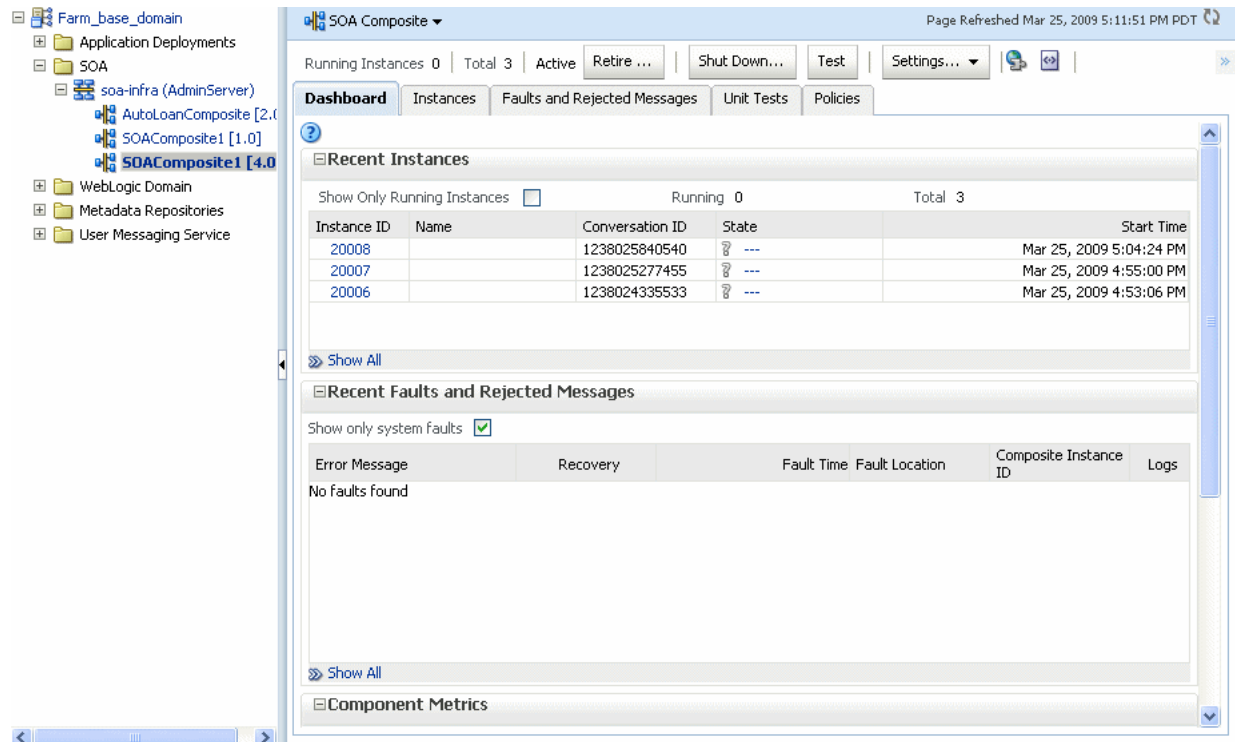 Farm_base_domain
Application Deployments
SOA
soa-infra (AdminServer)
AutoLoanComposite [2.(
SOAComposite1 [1.0]
SOAComposite1 [4.0
WebLogic Domain
Metadata Repositories
User Messaging Service
SOA Composite Page Refreshed Mar 25, 2009 5:11:51 PM PDT
Running Instances 0 Total 3 Active Retire ... Shut Down... Test Settings...
Dashboard Instances Faults and Rejected Messages Unit Tests Policies
Recent Instances
Show Only Running Instances Running 0 Total 3
Instance ID Name Conversation ID State Start Time
20008 1238025840540 --- Mar 25, 2009 5:04:24 PM
20007 1238025277455 --- Mar 25, 2009 4:55:00 PM
20006 1238024335533 --- Mar 25, 2009 4:53:06 PM
Show All
Recent Faults and Rejected Messages
Show only system faults
Error Message Recovery Fault Time Fault Location Composite Instance ID Logs
No faults found
Show All
Component Metrics